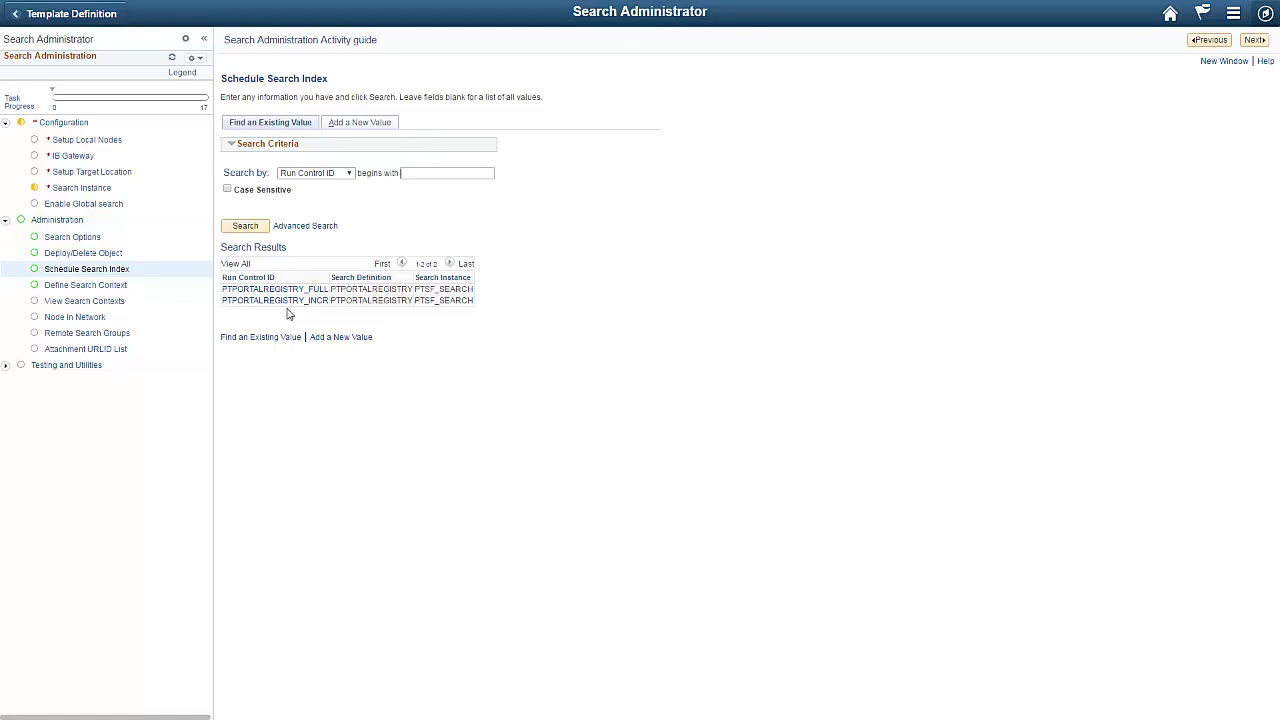 Template Definition
Search Administrator
Search Administrator
Search Administration
Legend
Task Progress
0 17
* Configuration
* Setup Local Nodes
* IB Gateway
* Setup Target Location
* Search Instance
Enable Global search
Administration
Search Options
Deploy/Delete Object
Schedule Search Index
Define Search Context
View Search Contexts
Node In Network
Remote Search Groups
Attachment URLID List
Testing and Utilities
Search Administration Activity guide
Previous Next
New Window | Help
Schedule Search Index
Enter any information you have and click Search. Leave fields blank for a list of all values.
Find an Existing Value Add a New Value
Search Criteria
Search by: Run Control ID begins with
Case Sensitive
Search Advanced Search
Search Results
View All First 1-2 of 2 Last
Run Control ID Search Definition Search Instance
PTPORTALREGISTRY_FULL PTPORTALREGISTRY PTSF_SEARCH
PTPORTALREGISTRY_INCR PTPORTALREGISTRY PTSF_SEARCH
Find an Existing Value | Add a New Value